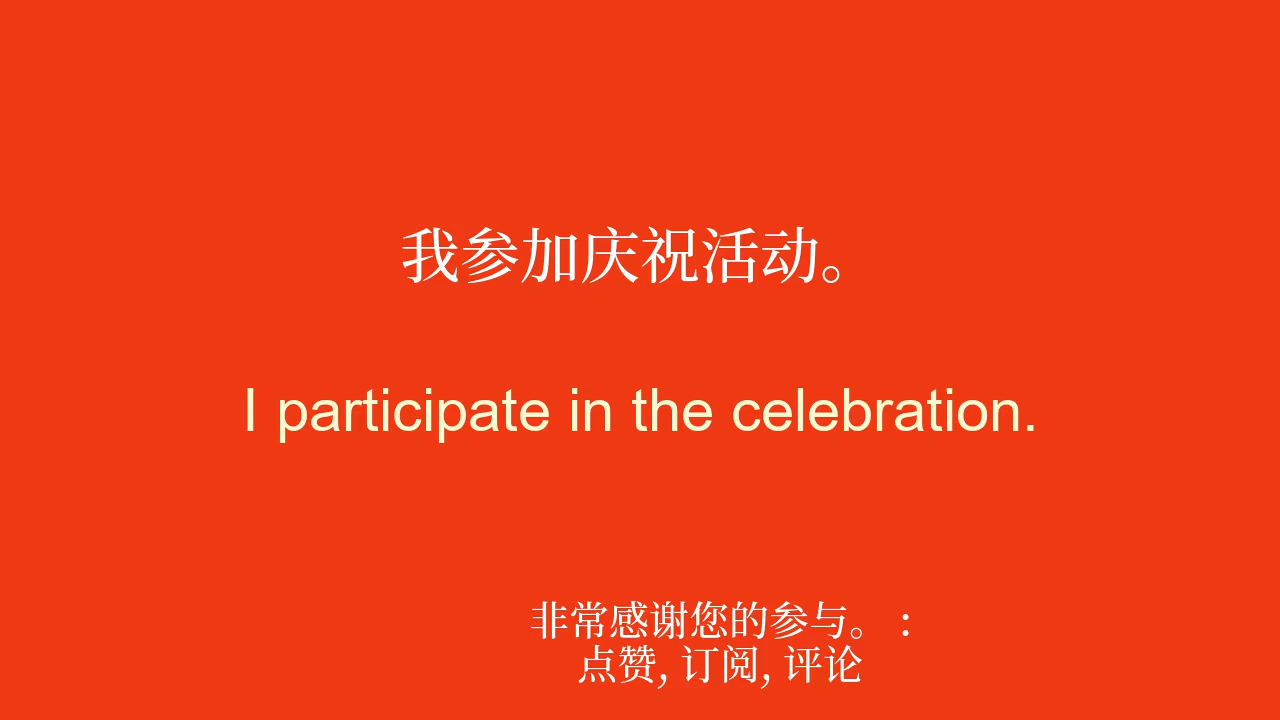 我参加庆祝活动。
I participate in the celebration.
非常感谢您的参与。 :
点赞, 订阅, 评论